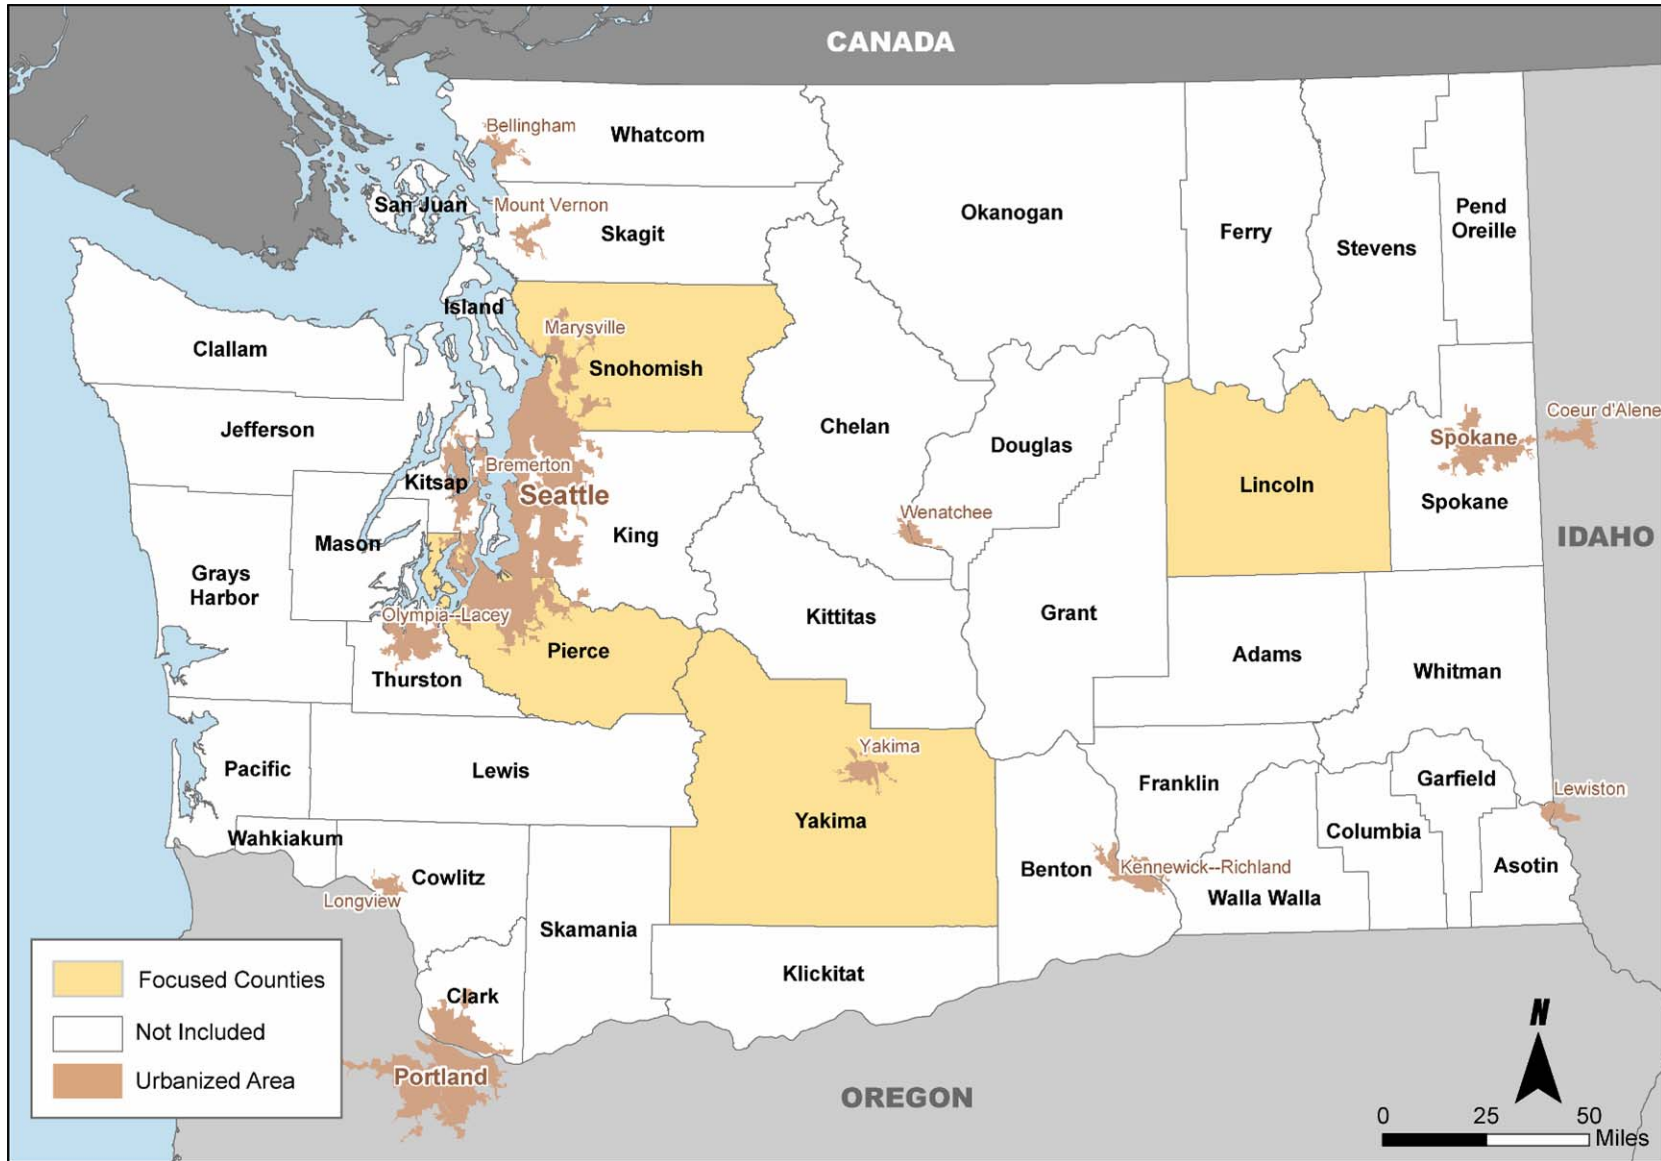 CANADA
Bellingham
Whatcom
San Juan
Mount Vernon
Skagit
Okanogan
Ferry
Stevens
Pend
Oreille
Island
Marysville
Clallam
Snohomish
Jefferson
Chelan
Douglas
Coeur d'Alene
Spokane
Kitsap
Bremerton
Seattle
Lincoln
Spokane
Wenatchee
Mason
King
IDAHO
Grays
Harbor
Olympia--Lacey
Kittitas
Grant
Pierce
Thurston
Adams
Whitman
Pacific
Lewis
Yakima
Franklin
Garfield
Lewiston
Wahkiakum
Yakima
Columbia
Cowlitz
Longview
Benton
Kennewick--Richland
Asotin
Walla Walla
Skamania
Klickitat
Clark
Portland
Focused Counties
Not Included
Urbanized Area
OREGON
N
0 25 50
Miles